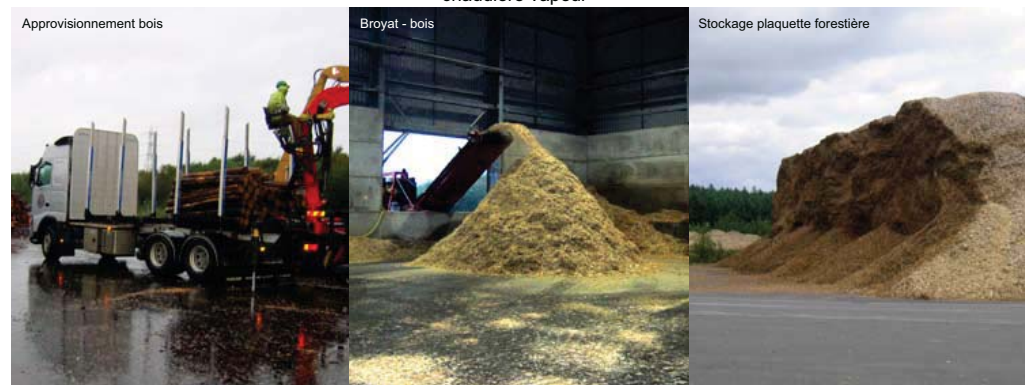 chaudière vapeur
Approvisionnement bois
Broyat - bois
Stockage plaquette forestière